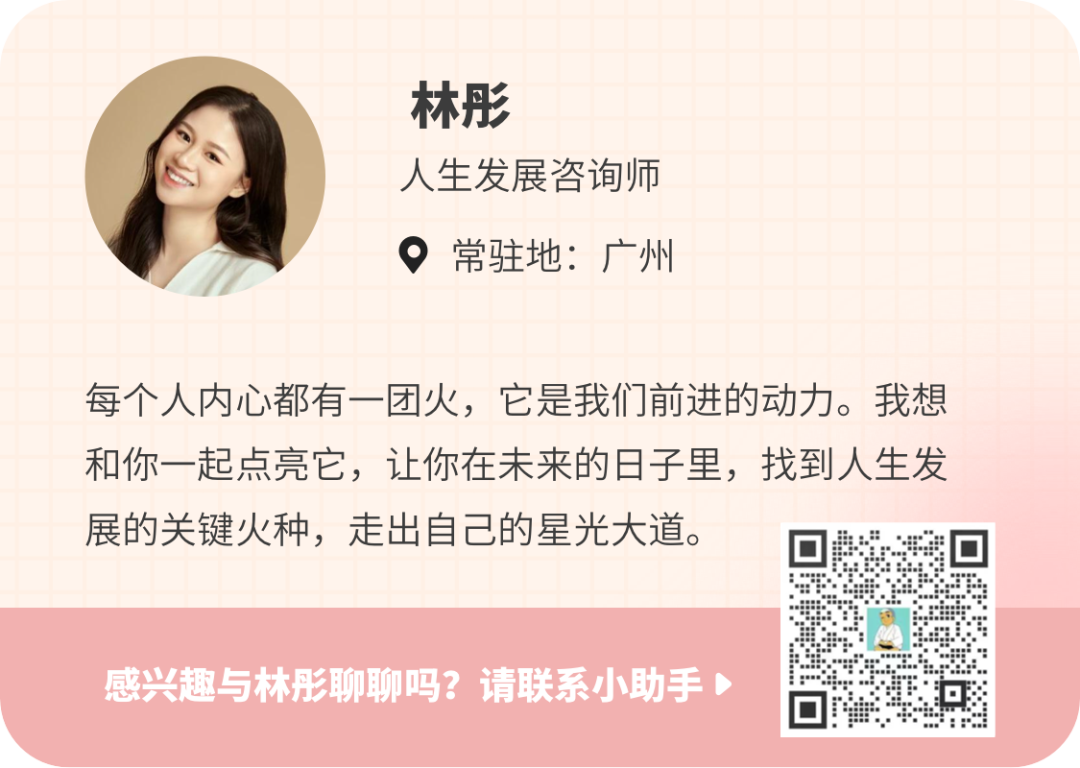 林彤
人生发展咨询师
常驻地：广州
每个人内心都有一团火，它是我们前进的动力。我想
和你一起点亮它，让你在未来的日子里，找到人生发
展的关键火种，走出自己的星光大道。
感兴趣与林彤聊聊吗？请联系小助手